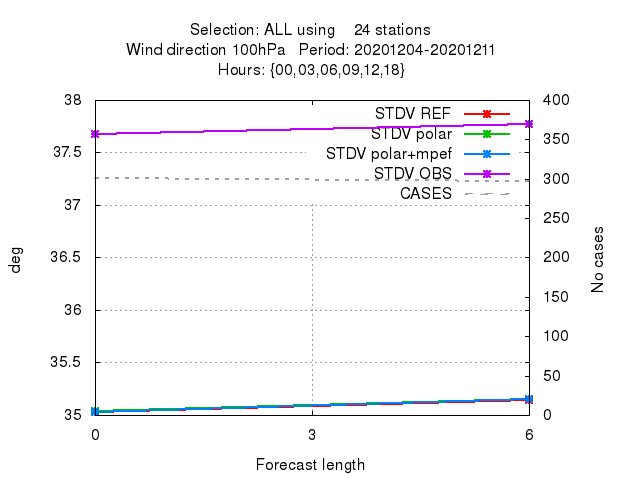 Selection: ALL using    24 stations
Wind direction 100hPa   Period: 20201204-20201211
Hours: {00,03,06,09,12,18}
STDV REF
STDV polar
STDV polar+mpef
STDV OBS
CASES
38
37.5
37
36.5
36
35.5
35
400
350
300
250
200
150
100
50
0
0
3
6
deg
No cases
Forecast length